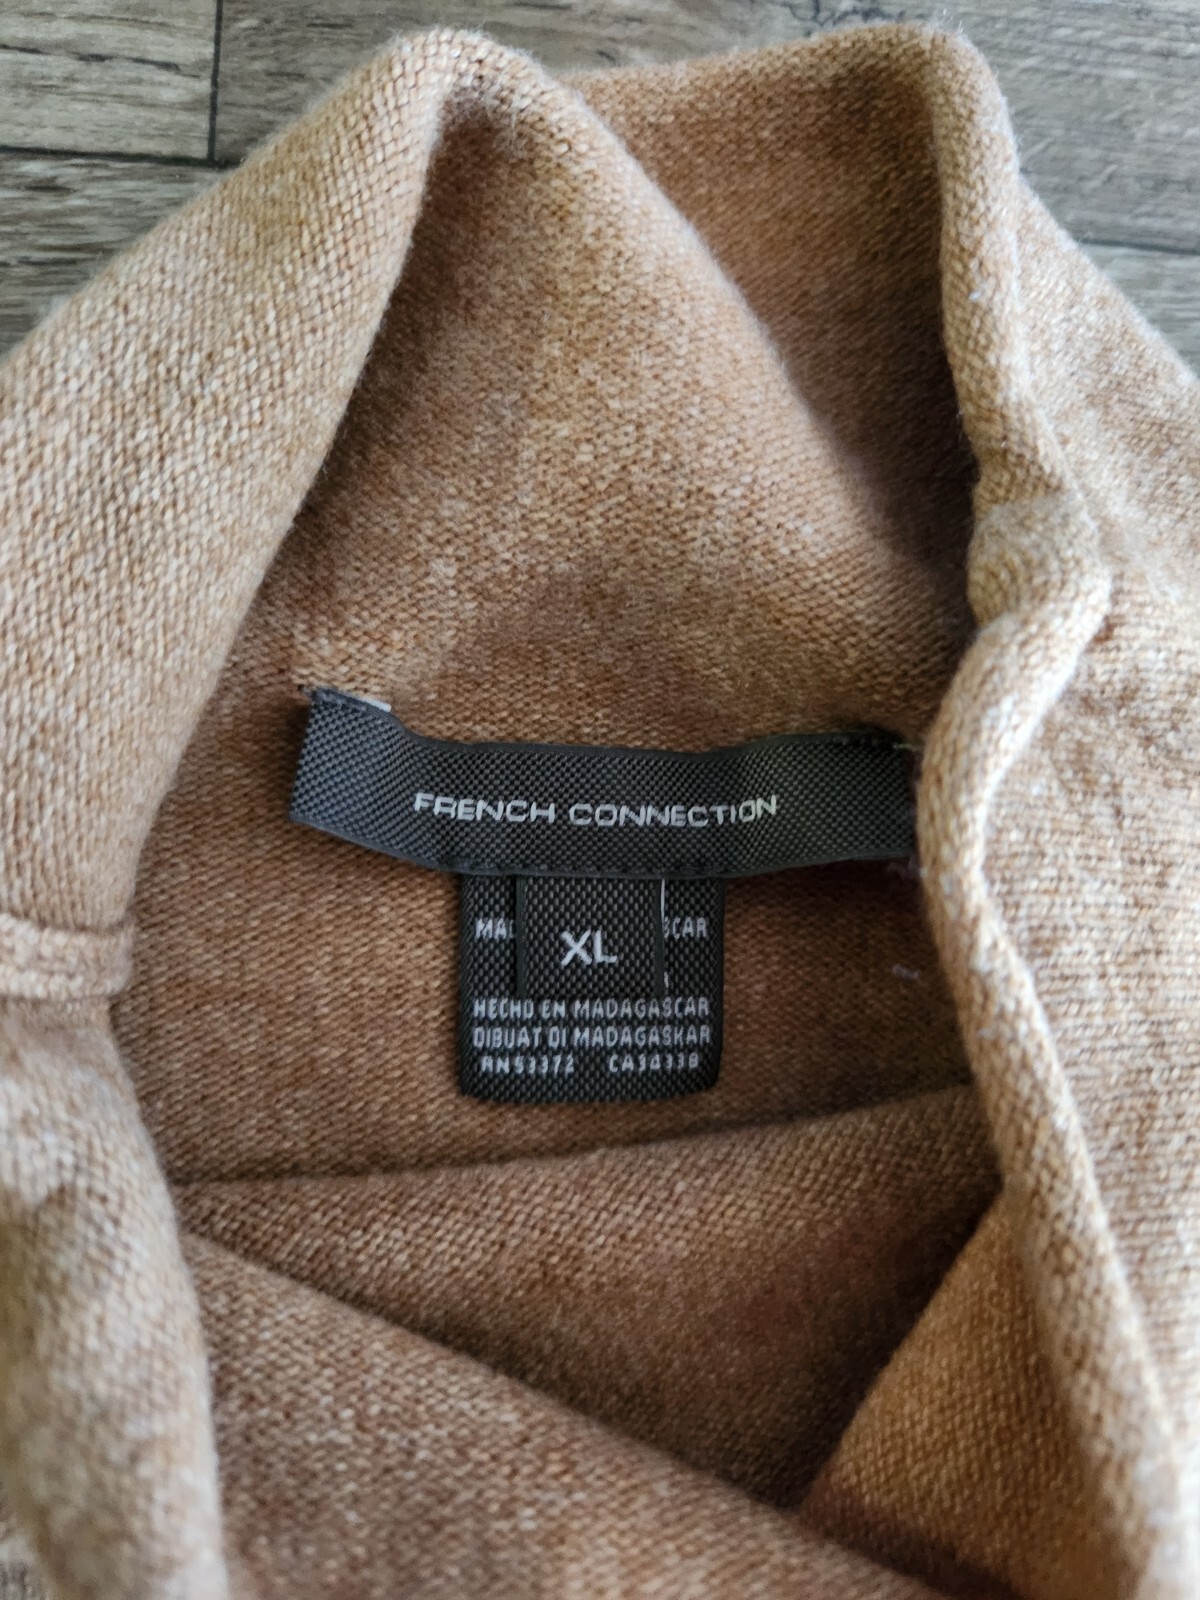 FRENCH CONNECTION
XL
HECHO EN MADAGASCAR
DIBUAT DI MADAGASKAR
RN53372 CA34338